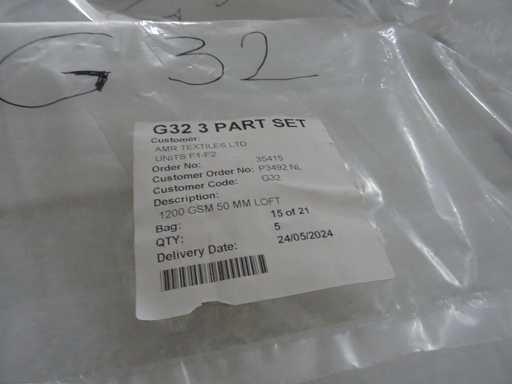 G 32
G32 3 PART SET
Customer:
AMR TEXTILES LTD
UNITS F1-F2
Order No: 35415
Customer Order No: P3492 NL
Customer Code: G32
Description:
1200 GSM 50 MM LOFT
Bag: 15 of 21
QTY: 5
Delivery Date: 24/05/2024